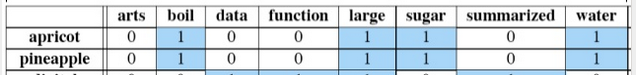 arts boil data function large sugar summarized water
apricot 0 1 0 0 1 1 0 1
pineapple 0 1 0 0 1 1 0 1